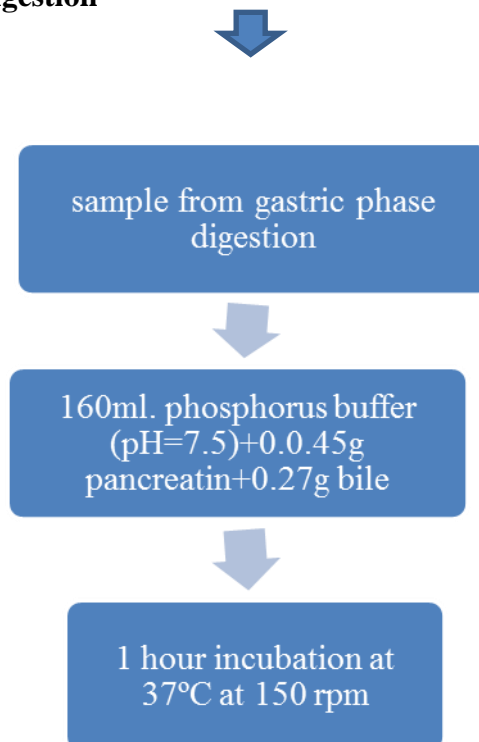 igestion
sample from gastric phase
digestion
160ml. phosphorus buffer
(pH=7.5)+0.0.45g
pancreatin+0.27g bile
1 hour incubation at
37ºC at 150 rpm